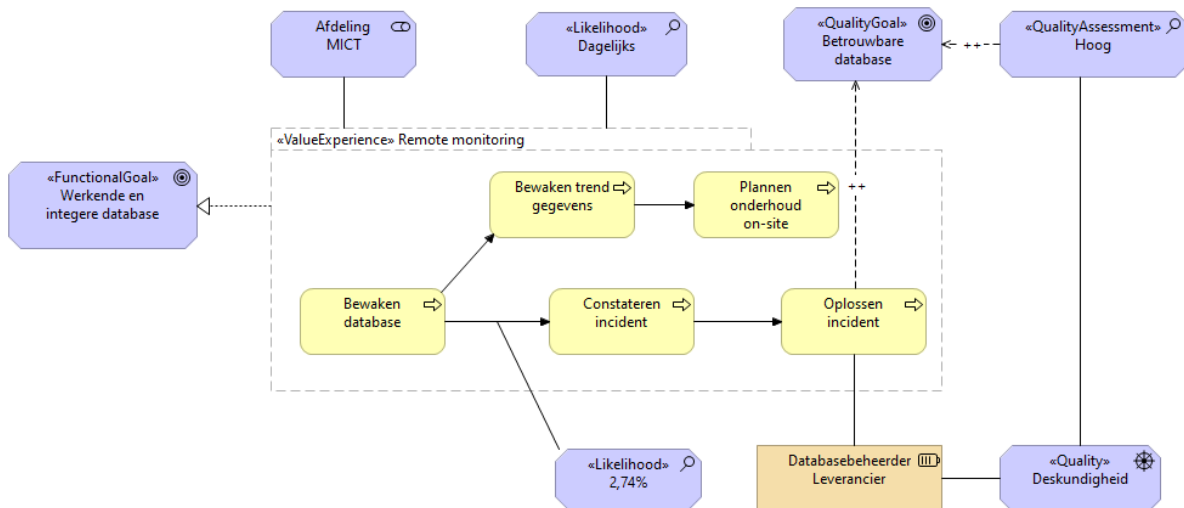 Afdeling
MICT
«Likelihood»
Dagelijks
«QualityGoal»
Betrouwbare
database
++
«QualityAssessment»
Hoog
«ValueExperience» Remote monitoring
«FunctionalGoal»
Werkende en
integere database
Bewaken trend
gegevens
Plannen
onderhoud
on-site
++
Bewaken
database
Constateren
incident
Oplossen
incident
«Likelihood»
2,74%
Databasebeheerder
Leverancier
«Quality»
Deskundigheid